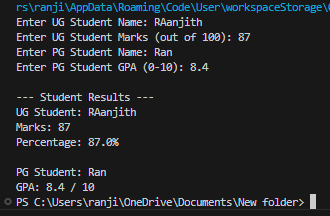 rs\ranji\AppData\Roaming\Code\User\workspaceStorage\
Enter UG Student Name: RAanjith
Enter UG Student Marks (out of 100): 87
Enter PG Student Name: Ran
Enter PG Student GPA (0-10): 8.4
--- Student Results ---
UG Student: RAanjith
Marks: 87
Percentage: 87.0%
PG Student: Ran
GPA: 8.4 / 10
PS C:\Users\ranji\OneDrive\Documents\New folder>